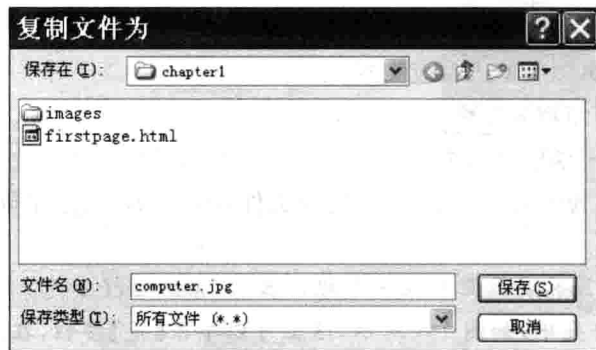 复制文件为
保存在(I): chapter1
images
firstpage.html
文件名(N): computer.jpg 保存(S)
保存类型(T): 所有文件 (*.*) 取消